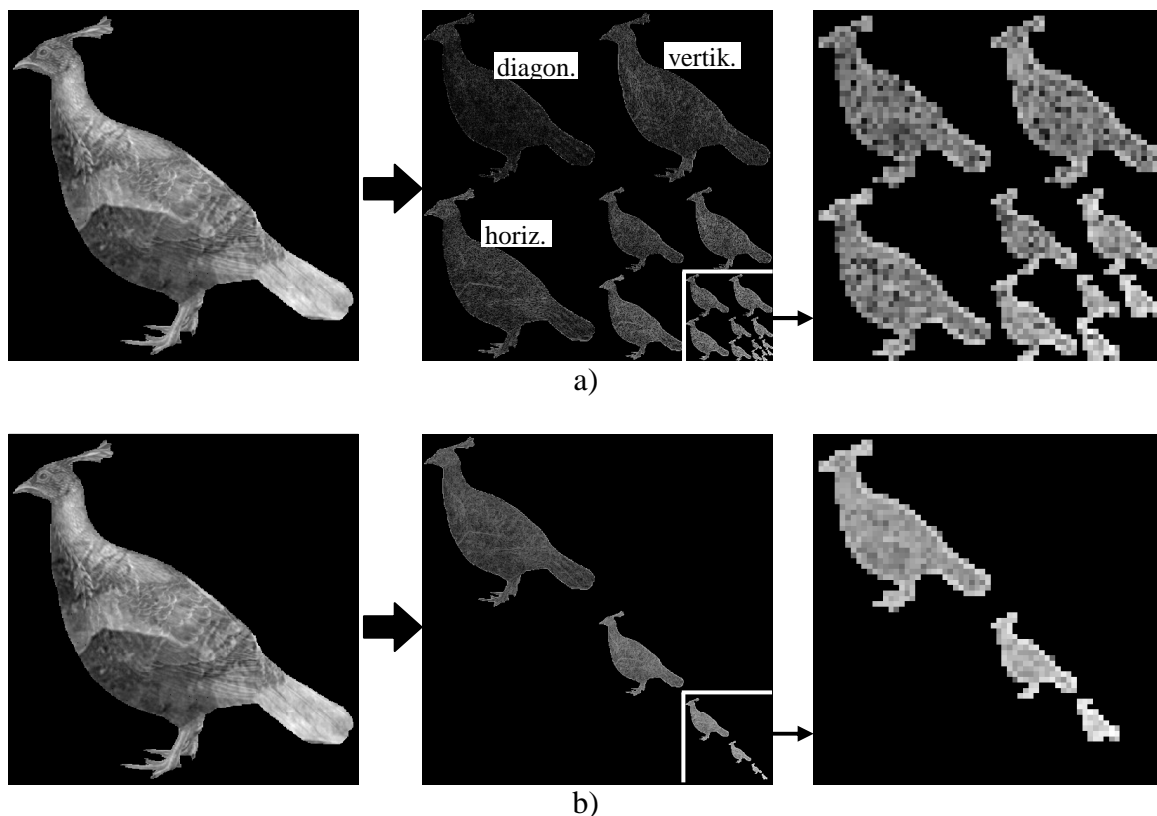 diagon.
vertik.
horiz.
a)
b)